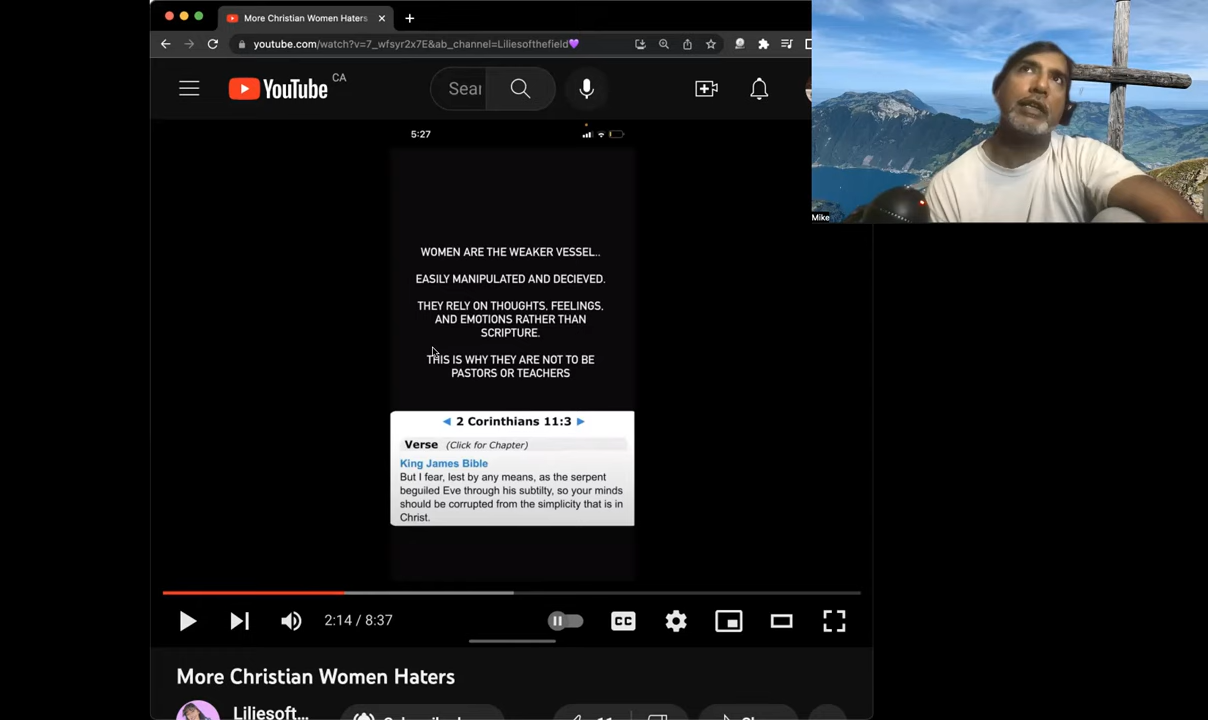 More Christian Women Haters
youtube.com/watch?v=7_wfsyr2x7E&ab_channel=Liliesofthefield💜
YouTube CA
Sear
Mike
5:27
WOMEN ARE THE WEAKER VESSEL..
EASILY MANIPULATED AND DECIEVED.
THEY RELY ON THOUGHTS, FEELINGS,
AND EMOTIONS RATHER THAN
SCRIPTURE.
THIS IS WHY THEY ARE NOT TO BE
PASTORS OR TEACHERS
2 Corinthians 11:3
Verse (Click for Chapter)
King James Bible
But I fear, lest by any means, as the serpent
beguiled Eve through his subtilty, so your minds
should be corrupted from the simplicity that is in
Christ.
2:14 / 8:37
CC
More Christian Women Haters
Liliesoft...